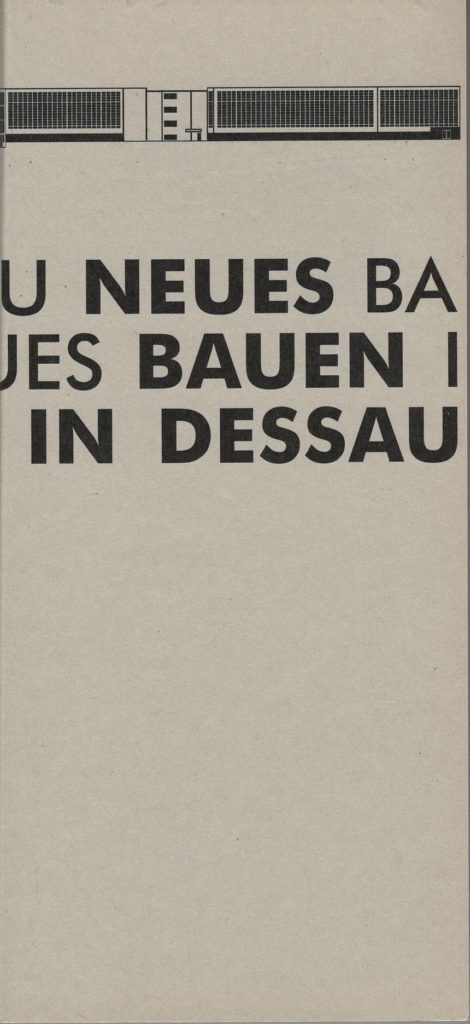 U NEUES BA
UES BAUEN I
IN DESSAU